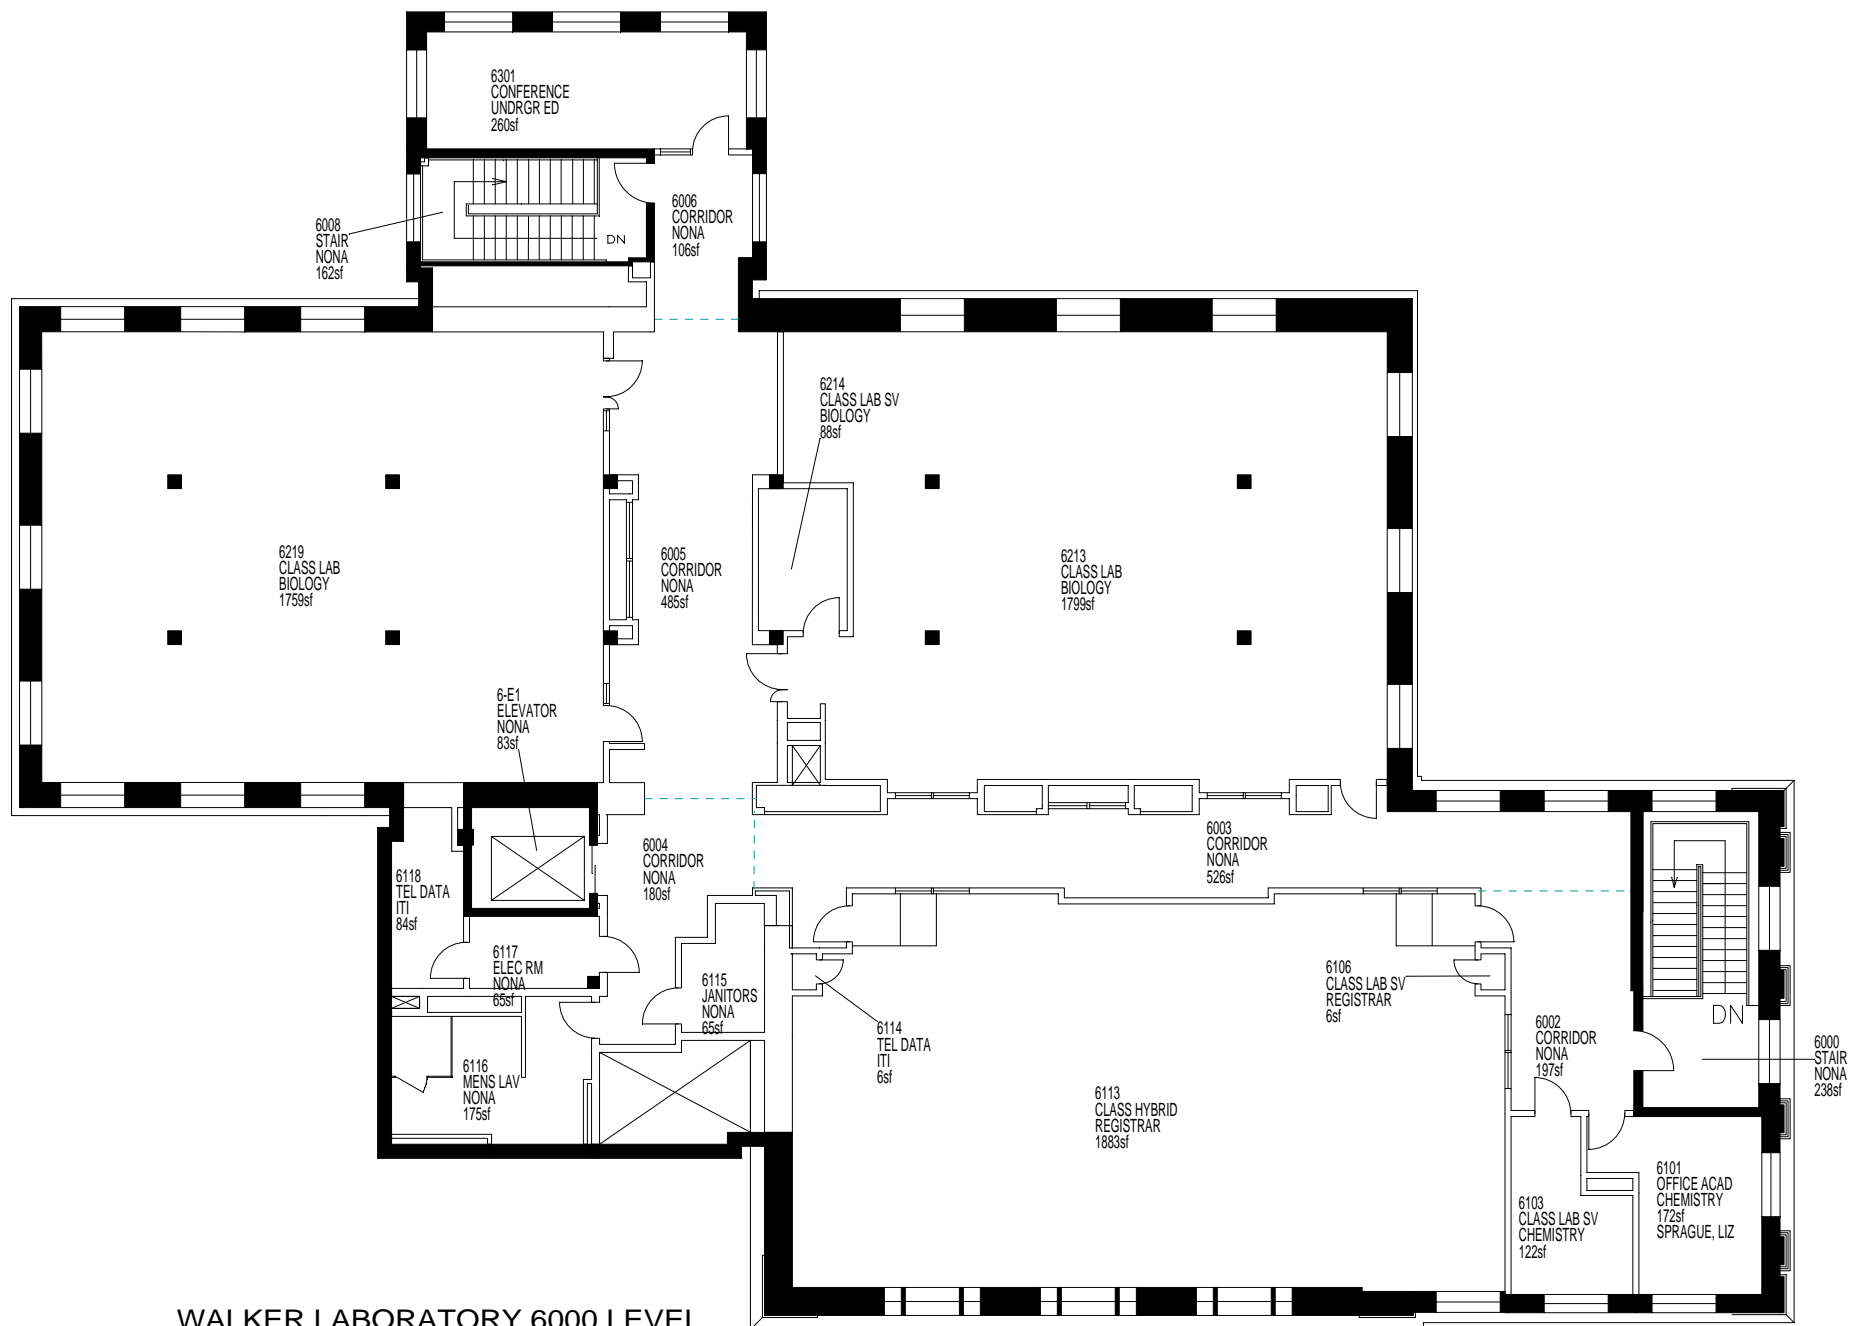 6301
CONFERENCE
UNDRGR ED
260sf
6008
STAIR
NONA
162sf
DN
6006
CORRIDOR
NONA
106sf
6214
CLASS LAB SV
BIOLOGY
88sf
6219
CLASS LAB
BIOLOGY
1759sf
6005
CORRIDOR
NONA
485sf
6213
CLASS LAB
BIOLOGY
1799sf
6-E1
ELEVATOR
NONA
83sf
6118
TEL DATA
ITI
84sf
6004
CORRIDOR
NONA
180sf
6003
CORRIDOR
NONA
526sf
6117
ELEC RM
NONA
65sf
6115
JANITORS
NONA
65sf
6106
CLASS LAB SV
REGISTRAR
6sf
6114
TEL DATA
ITI
6sf
6002
CORRIDOR
NONA
197sf
DN
6000
STAIR
NONA
238sf
6116
MENS LAV
NONA
175sf
6113
CLASS HYBRID
REGISTRAR
1883sf
6103
CLASS LAB SV
CHEMISTRY
122sf
6101
OFFICE ACAD
CHEMISTRY
172sf
SPRAGUE, LIZ
WALKER LABORATORY 6000 LEVEL